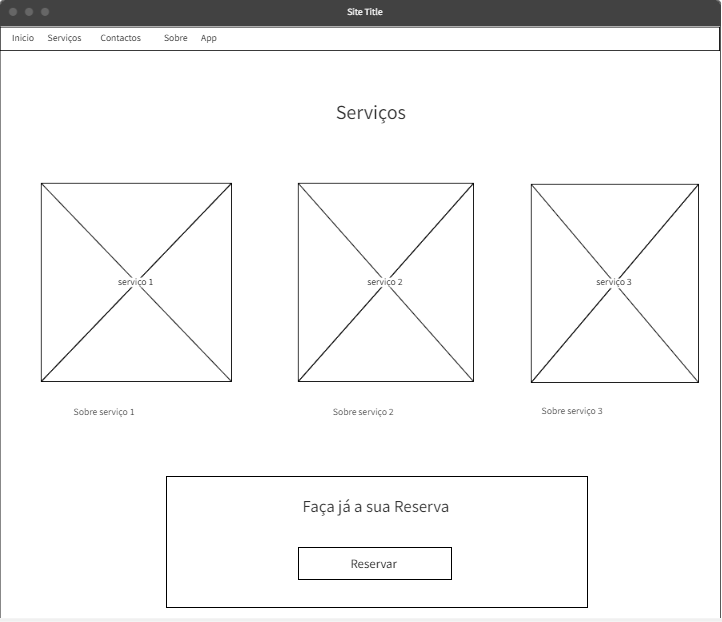 Site Title
Inicio Serviços Contactos Sobre App
Serviços
serviço 1 serviço 2 serviço 3
Sobre serviço 1 Sobre serviço 2 Sobre serviço 3
Faça já a sua Reserva
Reservar